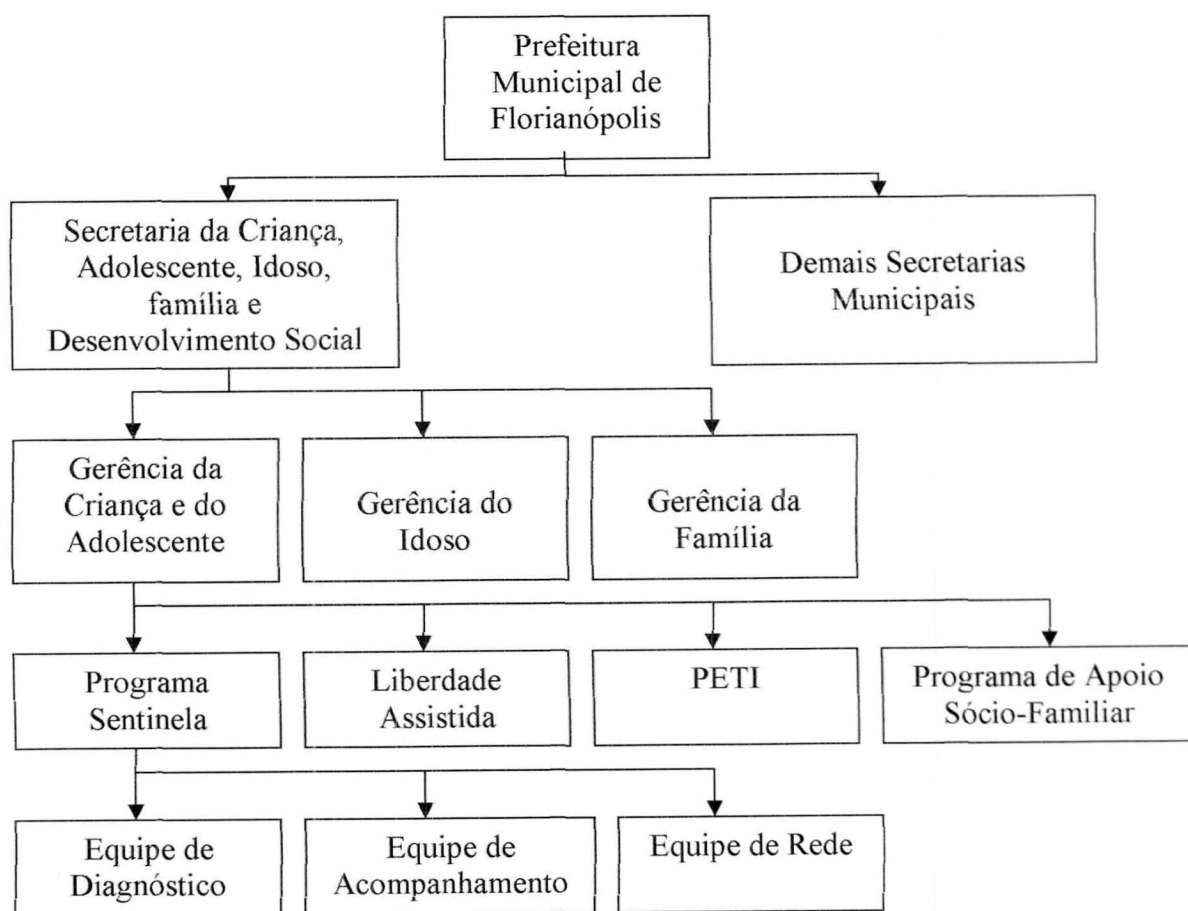 Prefeitura
Municipal de
Florianópolis
Secretaria da Criança,
Adolescente, Idoso,
família e
Desenvolvimento Social
Demais Secretarias
Municipais
Gerência da
Criança e do
Adolescente
Gerência do
Idoso
Gerência da
Família
Programa
Sentinela
Liberdade
Assistida
PETI
Programa de Apoio
Sócio-Familiar
Equipe de
Diagnóstico
Equipe de
Acompanhamento
Equipe de Rede